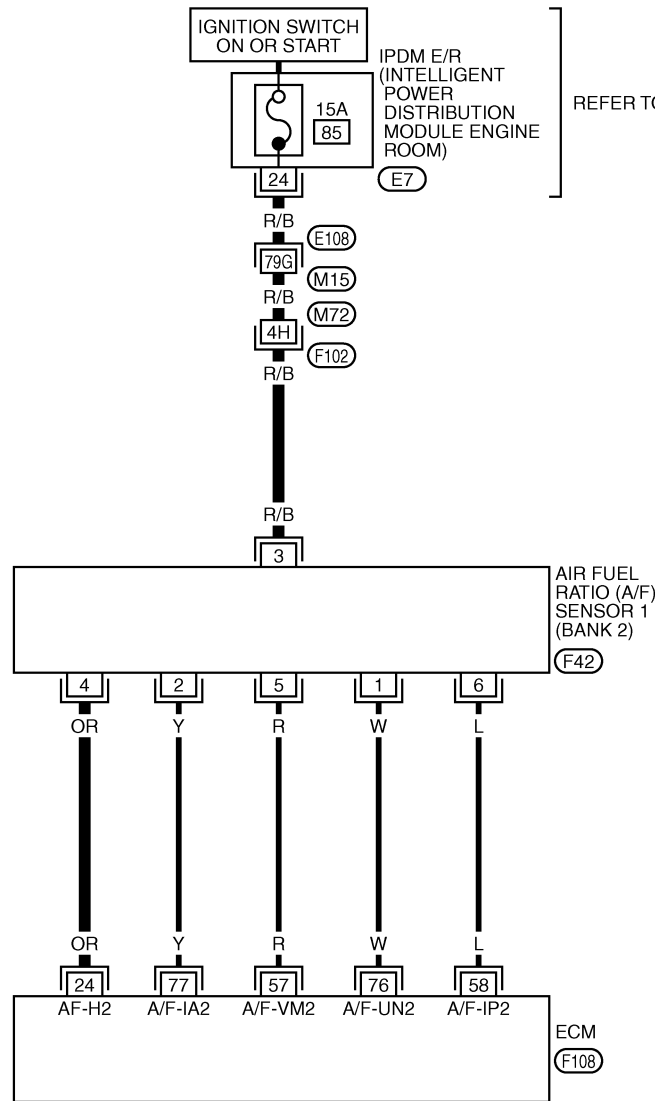 IGNITION SWITCH
ON OR START
IPDM E/R
(INTELLIGENT
POWER
DISTRIBUTION
MODULE ENGINE
ROOM)
15A
85
REFER TO
24
E7
R/B
E108
79G
M15
R/B
M72
4H
F102
R/B
R/B
3
AIR FUEL
RATIO (A/F)
SENSOR 1
(BANK 2)
F42
4 2 5 1 6
OR Y R W L
OR Y R W L
24 77 57 76 58
AF-H2 A/F-IA2 A/F-VM2 A/F-UN2 A/F-IP2
ECM
F108